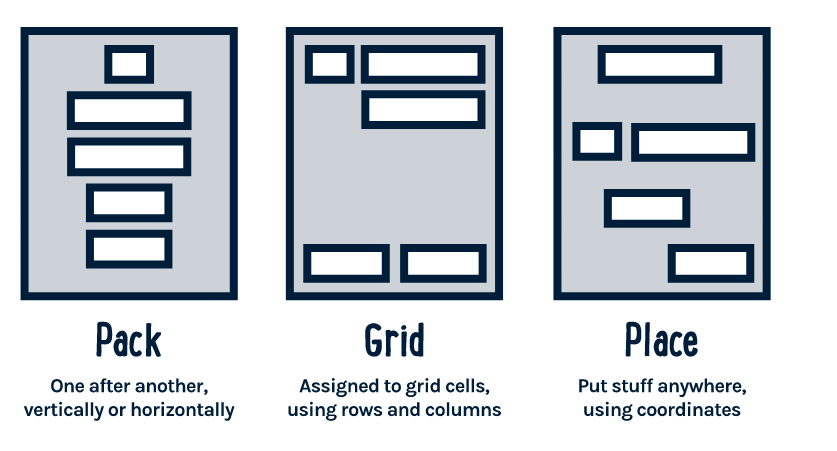 Pack
One after another,
vertically or horizontally
Grid
Assigned to grid cells,
using rows and columns
Place
Put stuff anywhere,
using coordinates